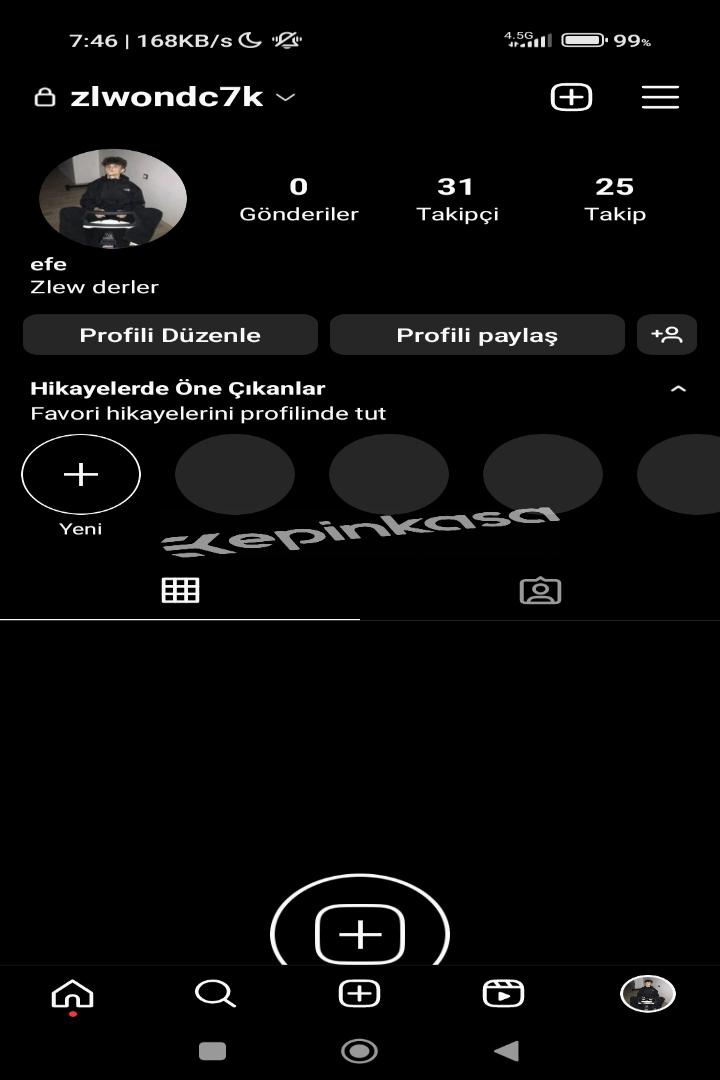 7:46 | 168KB/s 4.5G 99%
zlwondc7k
0 31 25
Gönderiler Takipçi Takip
efe
Zlew derler
Profili Düzenle Profili paylaş
Hikayelerde Öne Çıkanlar
Favori hikayelerini profilinde tut
Yeni
epinkasa